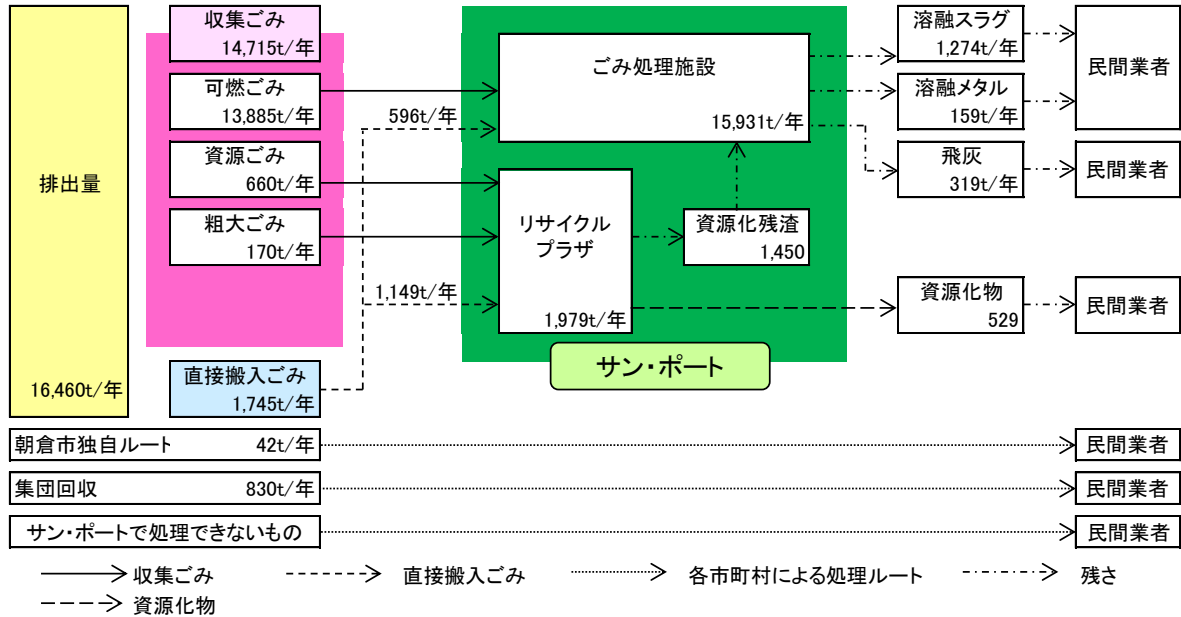 排出量
16,460t/年
収集ごみ
14,715t/年
可燃ごみ
13,885t/年
資源ごみ
660t/年
粗大ごみ
170t/年
直接搬入ごみ
1,745t/年
596t/年
1,149t/年
ごみ処理施設
15,931t/年
リサイクル
プラザ
1,979t/年
資源化残渣
1,450
サン・ポート
溶融スラグ
1,274t/年
溶融メタル
159t/年
飛灰
319t/年
資源化物
529
民間業者
民間業者
民間業者
朝倉市独自ルート 42t/年
民間業者
集団回収 830t/年
民間業者
サン・ポートで処理できないもの
民間業者
収集ごみ
直接搬入ごみ
各市町村による処理ルート
残さ
資源化物